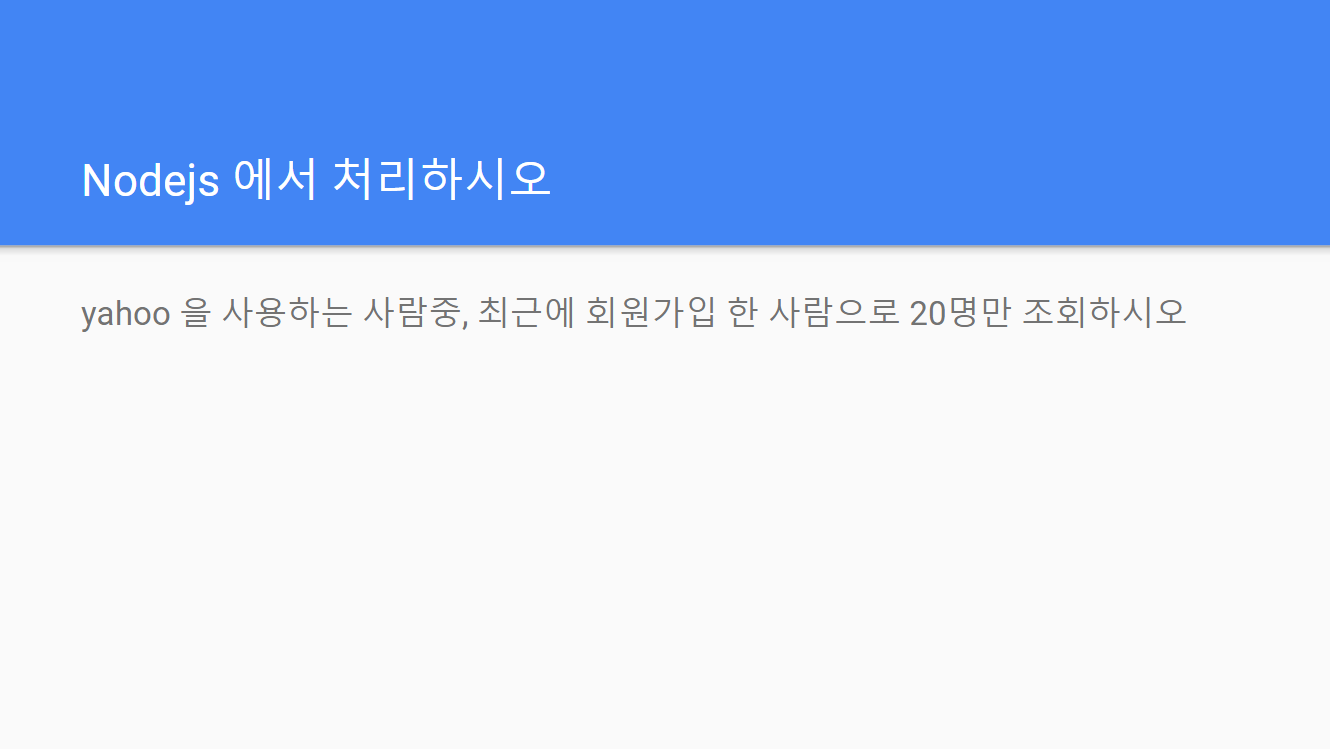 Nodejs 에서 처리하시오
yahoo 을 사용하는 사람중, 최근에 회원가입 한 사람으로 20명만 조회하시오